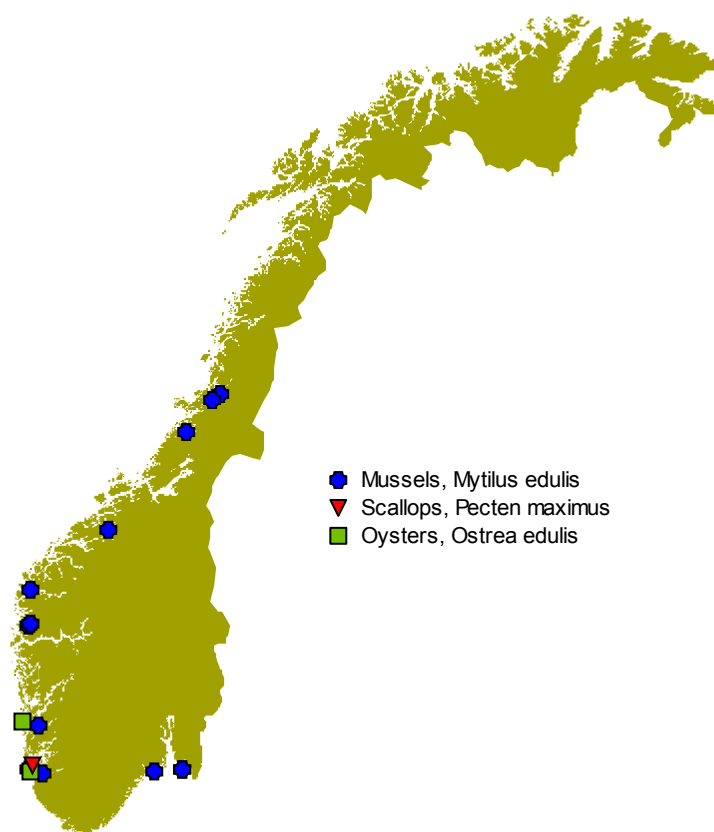 Mussels, Mytilus edulis
Scallops, Pecten maximus
Oysters, Ostrea edulis